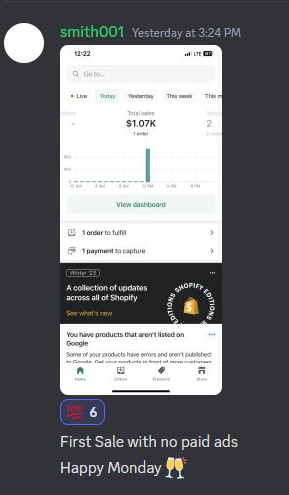 smith001 Yesterday at 3:24 PM
12:22 LTE
Go to...
Live Today Yesterday This week This m
Total sales
$1.07K 2
1 order
12 AM 4 AM 8 AM 12 PM 4 PM 8 PM
View dashboard
1 order to fulfill
1 payment to capture
Winter '23
A collection of updates
across all of Shopify
See what's new
SHOPIFY EDITIONS
You have products that aren't listed on
Google
Some of your products have errors and aren't published
to Google. Get your products in front of more customers
Home Orders Products Store
💯 6
First Sale with no paid ads
Happy Monday 🥂